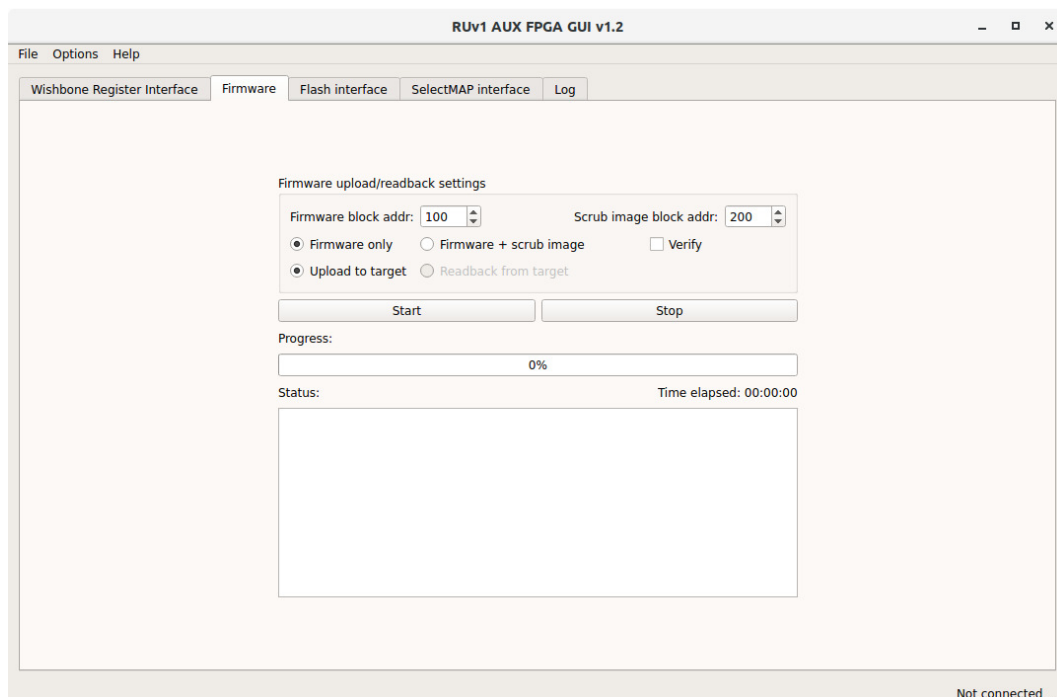 RUv1 AUX FPGA GUI v1.2
File Options Help
Wishbone Register Interface Firmware Flash interface SelectMAP interface Log
Firmware upload/readback settings
Firmware block addr: 100 Scrub image block addr: 200
Firmware only Firmware + scrub image Verify
Upload to target Readback from target
Start Stop
Progress:
0%
Status: Time elapsed: 00:00:00
Not connected